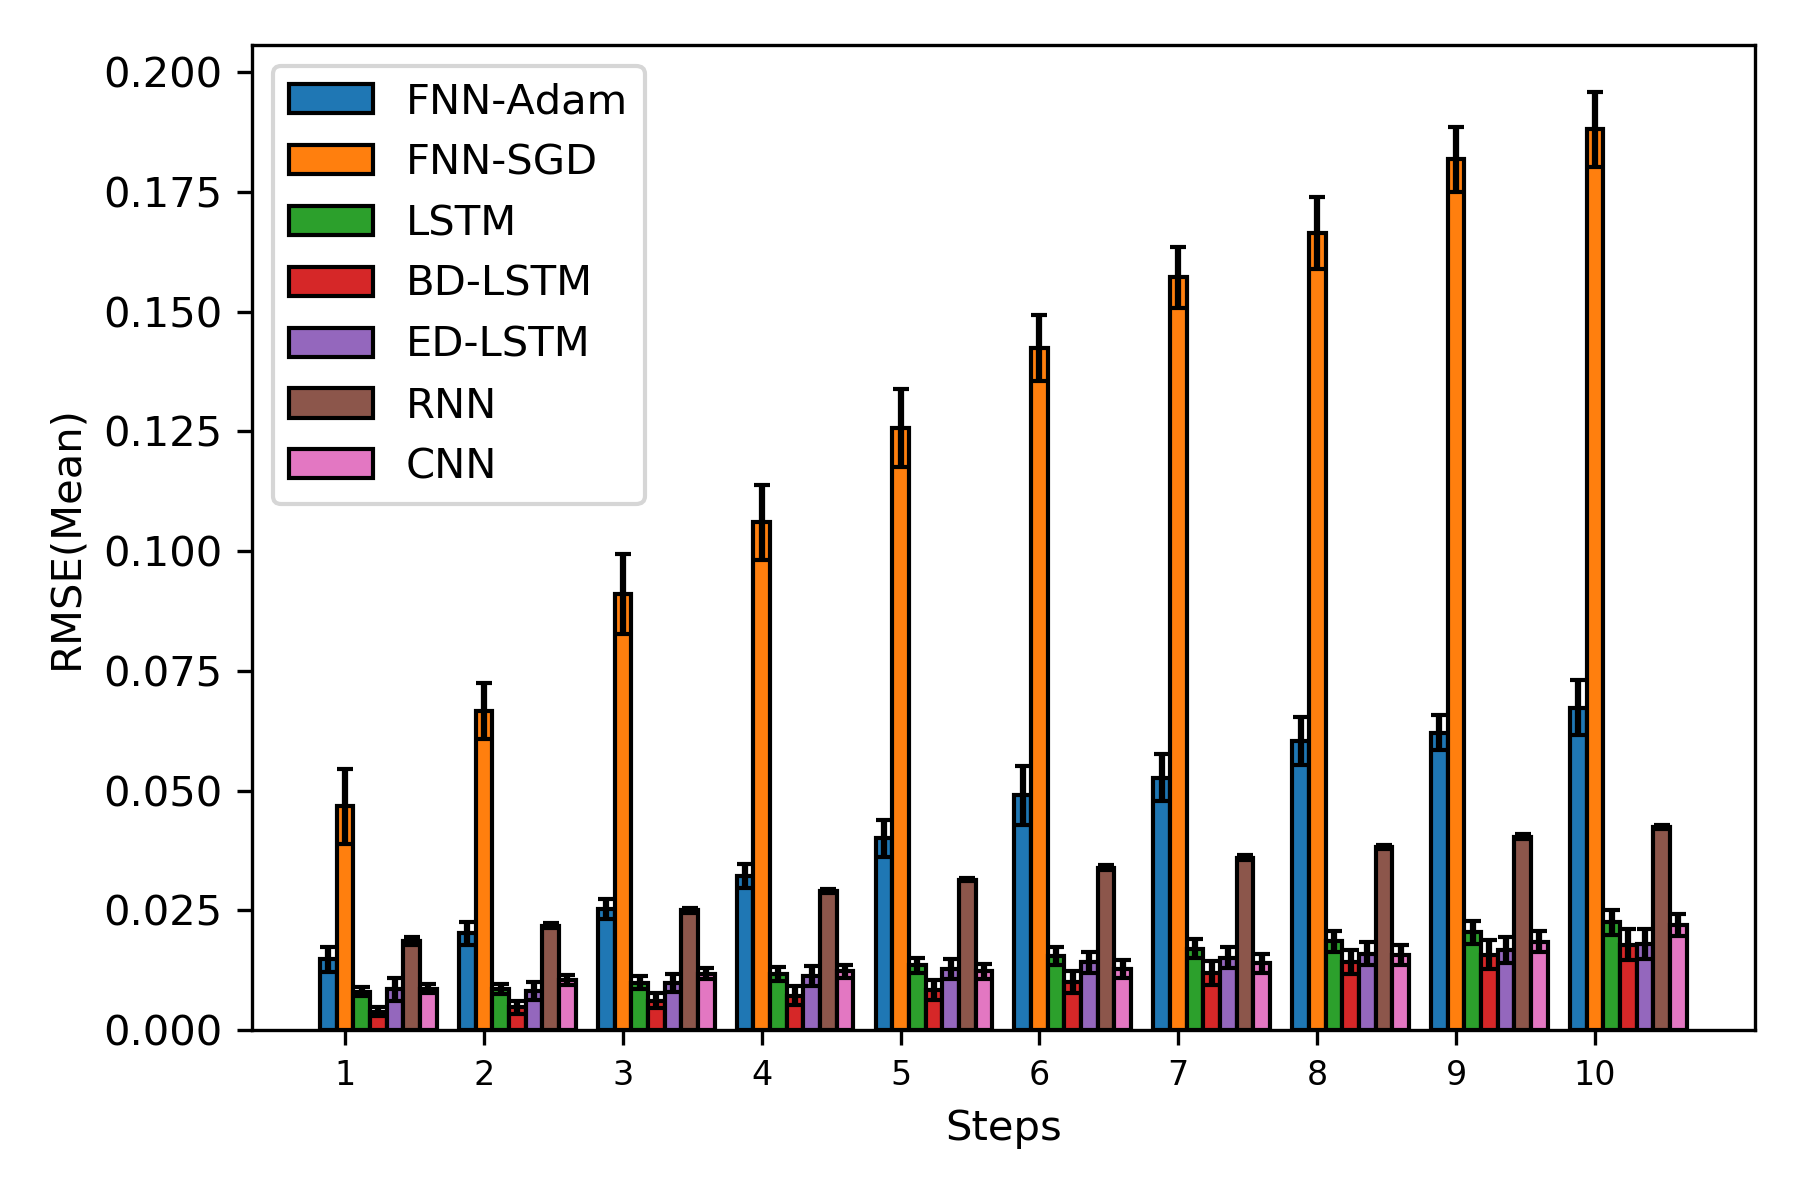 0.200
0.175
0.150
0.125
0.100
0.075
0.050
0.025
0.000
RMSE(Mean)
FNN-Adam
FNN-SGD
LSTM
BD-LSTM
ED-LSTM
RNN
CNN
1 2 3 4 5 6 7 8 9 10
Steps